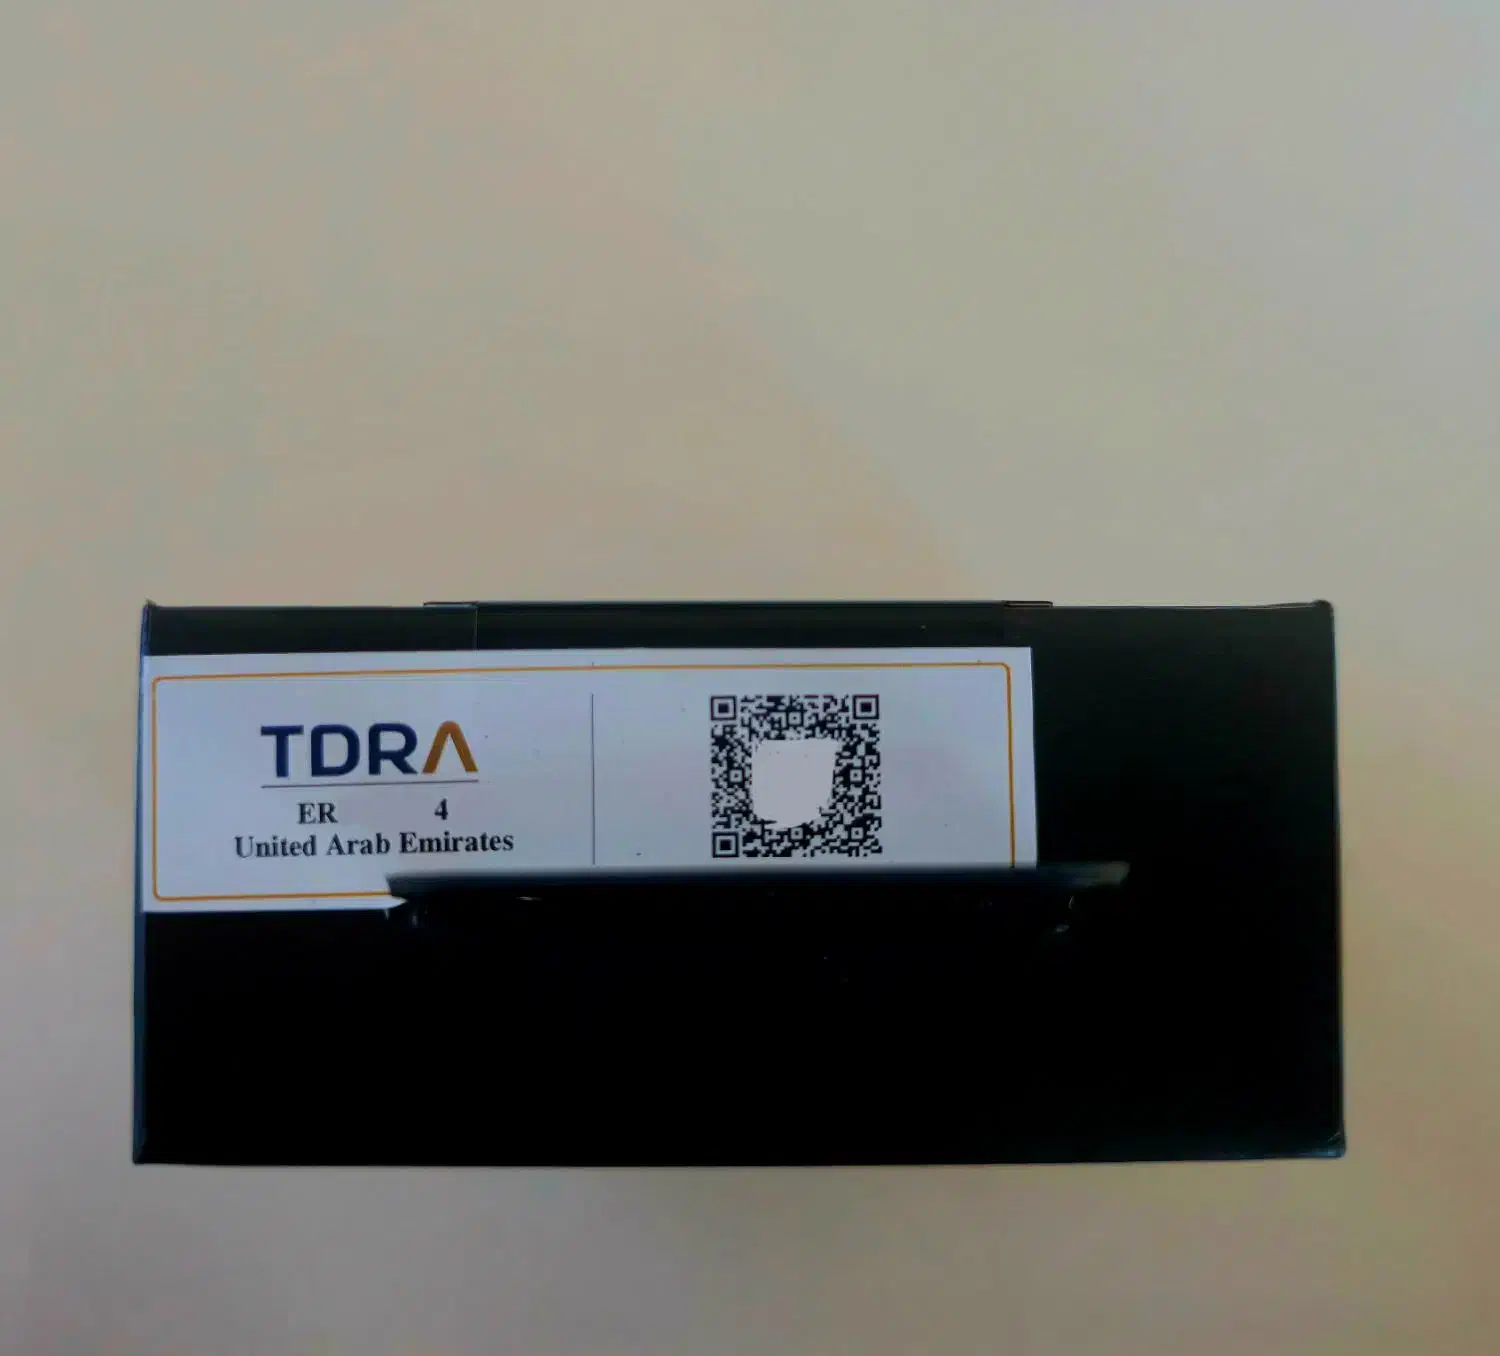 TDRA
ER 4
United Arab Emirates